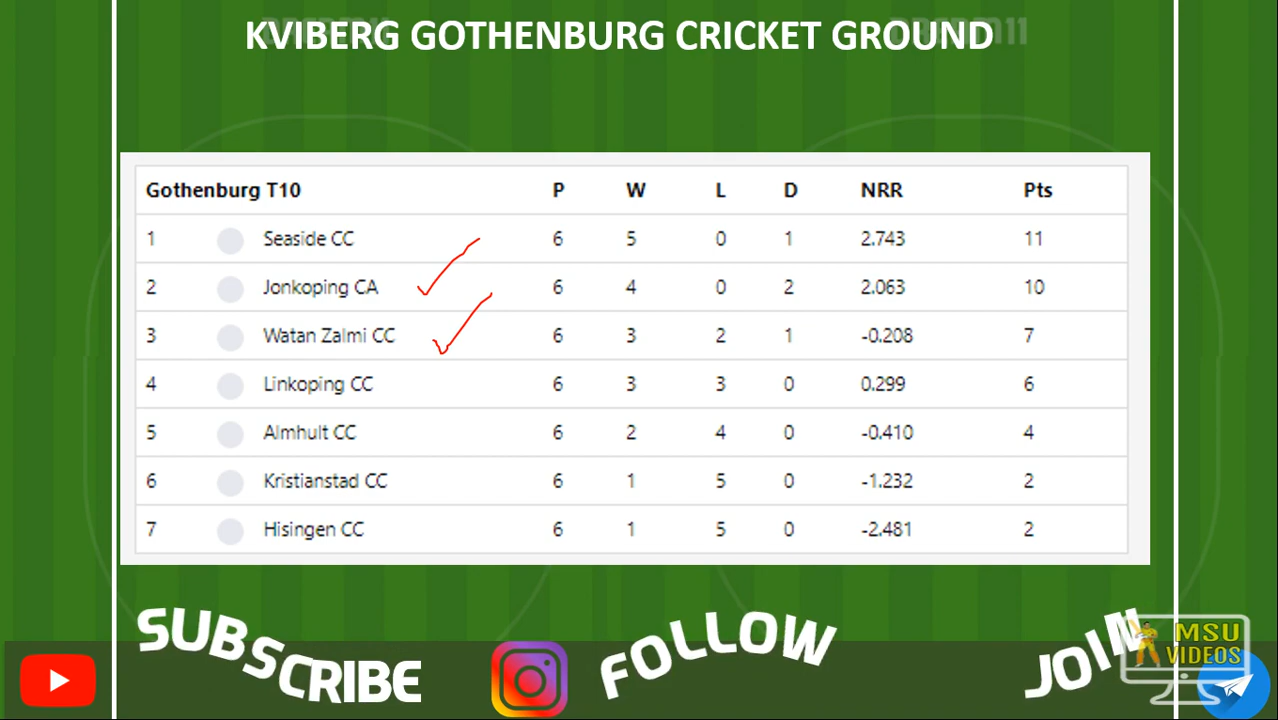 KVIBERG GOTHENBURG CRICKET GROUND
Gothenburg T10 P W L D NRR Pts
1 Seaside CC 6 5 0 1 2.743 11
2 Jonkoping CA 6 4 0 2 2.063 10
3 Watan Zalmi CC 6 3 2 1 -0.208 7
4 Linkoping CC 6 3 3 0 0.299 6
5 Almhult CC 6 2 4 0 -0.410 4
6 Kristianstad CC 6 1 5 0 -1.232 2
7 Hisingen CC 6 1 5 0 -2.481 2
SUBSCRIBE
FOLLOW
JOIN
MSU
VIDEOS